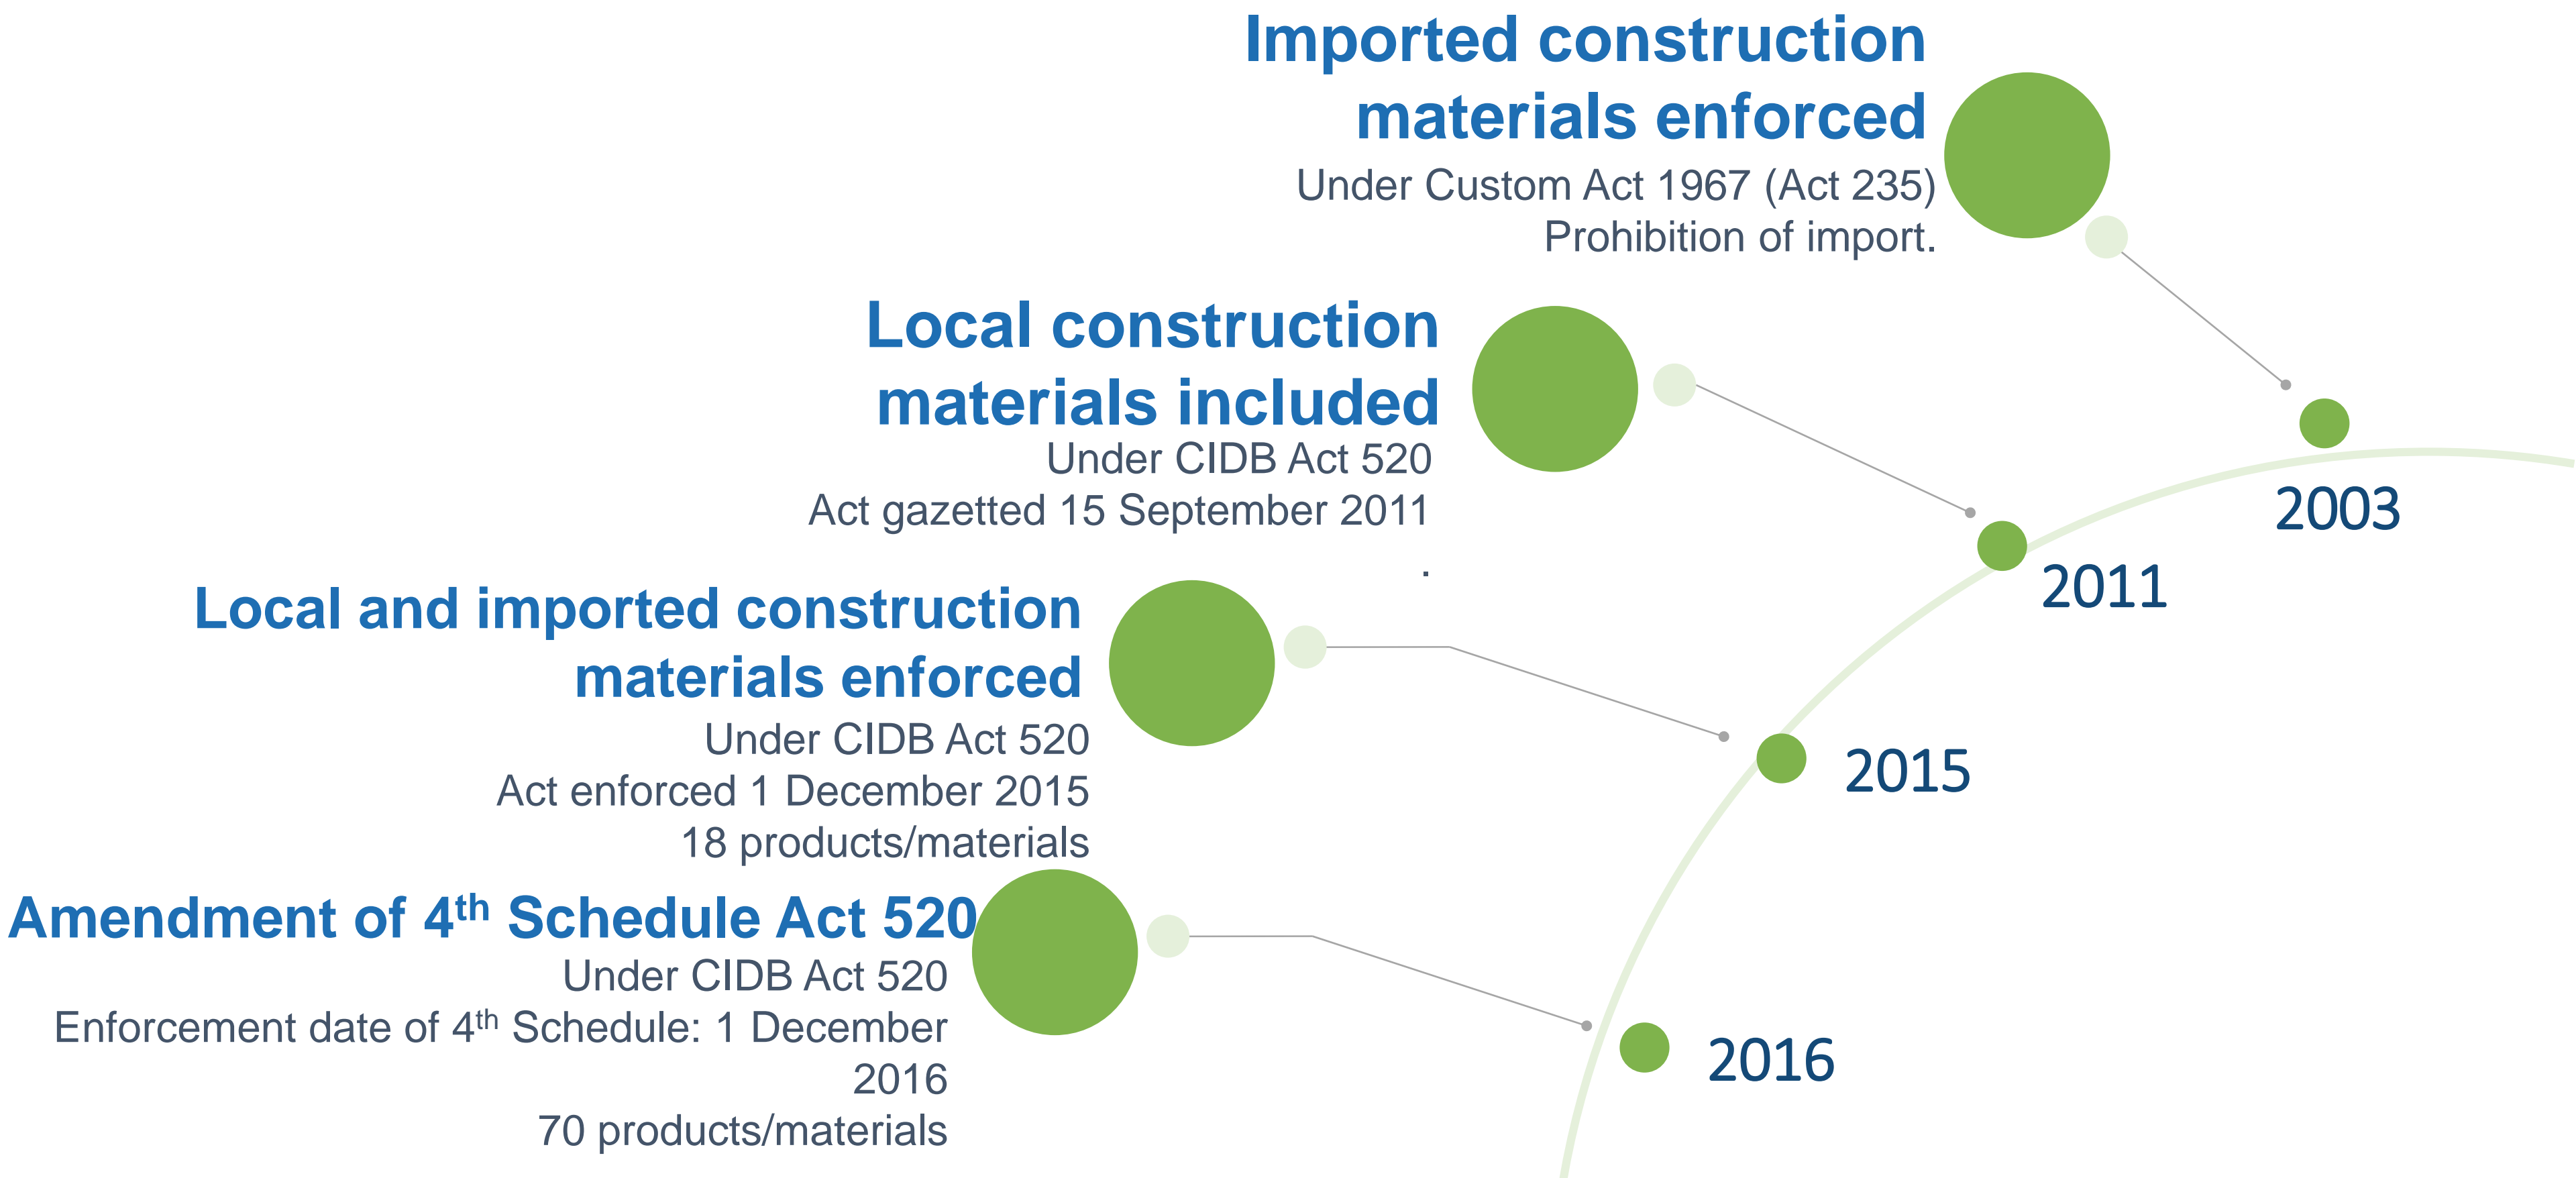 Imported construction
materials enforced
Under Custom Act 1967 (Act 235)
Prohibition of import.
2003
Local construction
materials included
Under CIDB Act 520
Act gazetted 15 September 2011
.
2011
Local and imported construction
materials enforced
Under CIDB Act 520
Act enforced 1 December 2015
18 products/materials
2015
Amendment of 4th Schedule Act 520
Under CIDB Act 520
Enforcement date of 4th Schedule: 1 December
2016
70 products/materials
2016